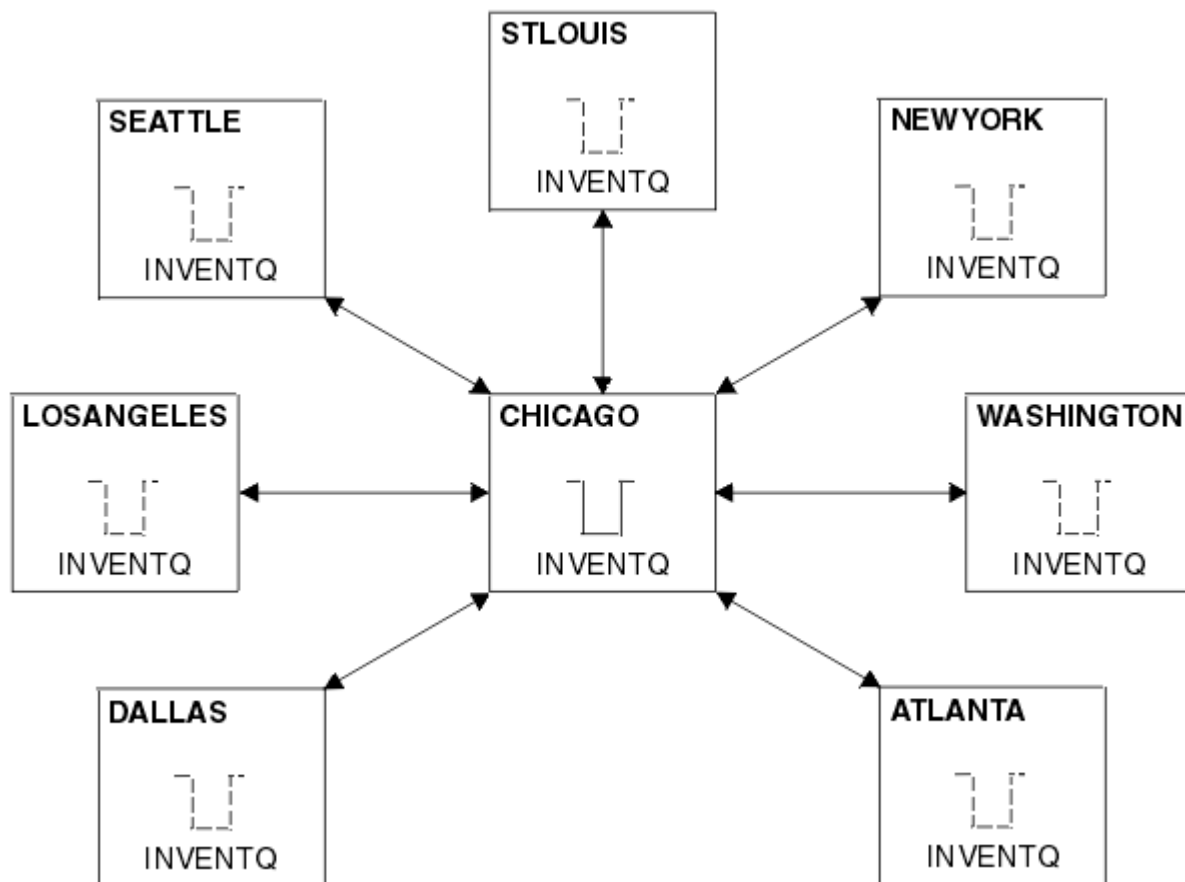 STLOUIS
INVENTQ
SEATTLE
INVENTQ
NEWYORK
INVENTQ
LOSANGELES
INVENTQ
CHICAGO
INVENTQ
WASHINGTON
INVENTQ
DALLAS
INVENTQ
ATLANTA
INVENTQ